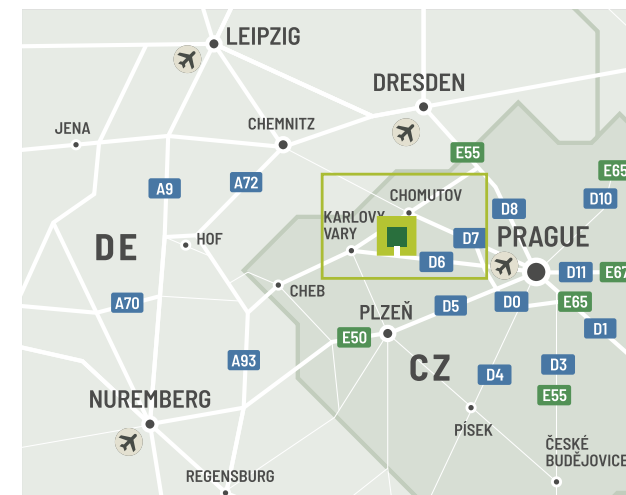 LEIPZIG
DRESDEN
JENA
CHEMNITZ
E55
E65
A9
A72
CHOMUTOV
D10
KARLOVY
VARY
D8
D7
PRAGUE
HOF
DE
D6
D11
E67
CHEB
A70
D5
D0
E65
PLZEŇ
E50
D1
A93
CZ
D4
D3
NUREMBERG
E55
PÍSEK
ČESKÉ
BUDĚJOVICE
REGENSBURG